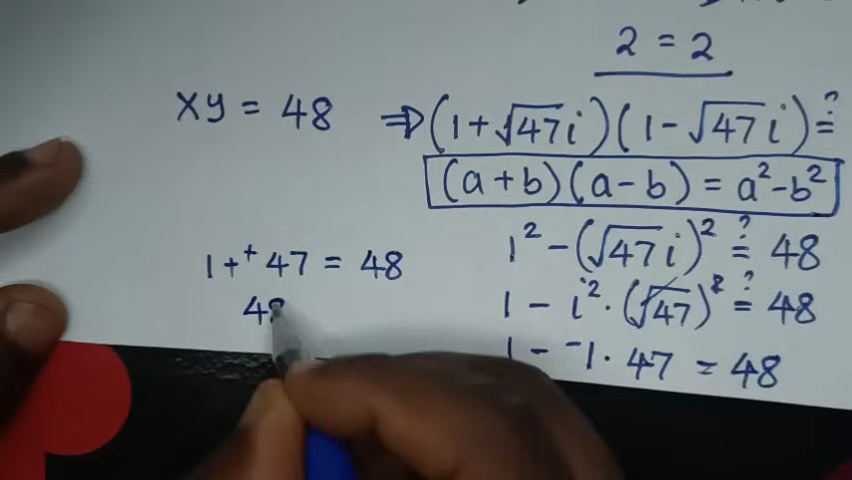 2 = 2
xy = 48 ⇒ (1 + √47i)(1 - √47i) ≟
(a + b)(a - b) = a² - b²
1² - (√47i)² ≟ 48
1 - i² · (√47)² ≟ 48
1 - -1 · 47 = 48
1 + + 47 = 48
48